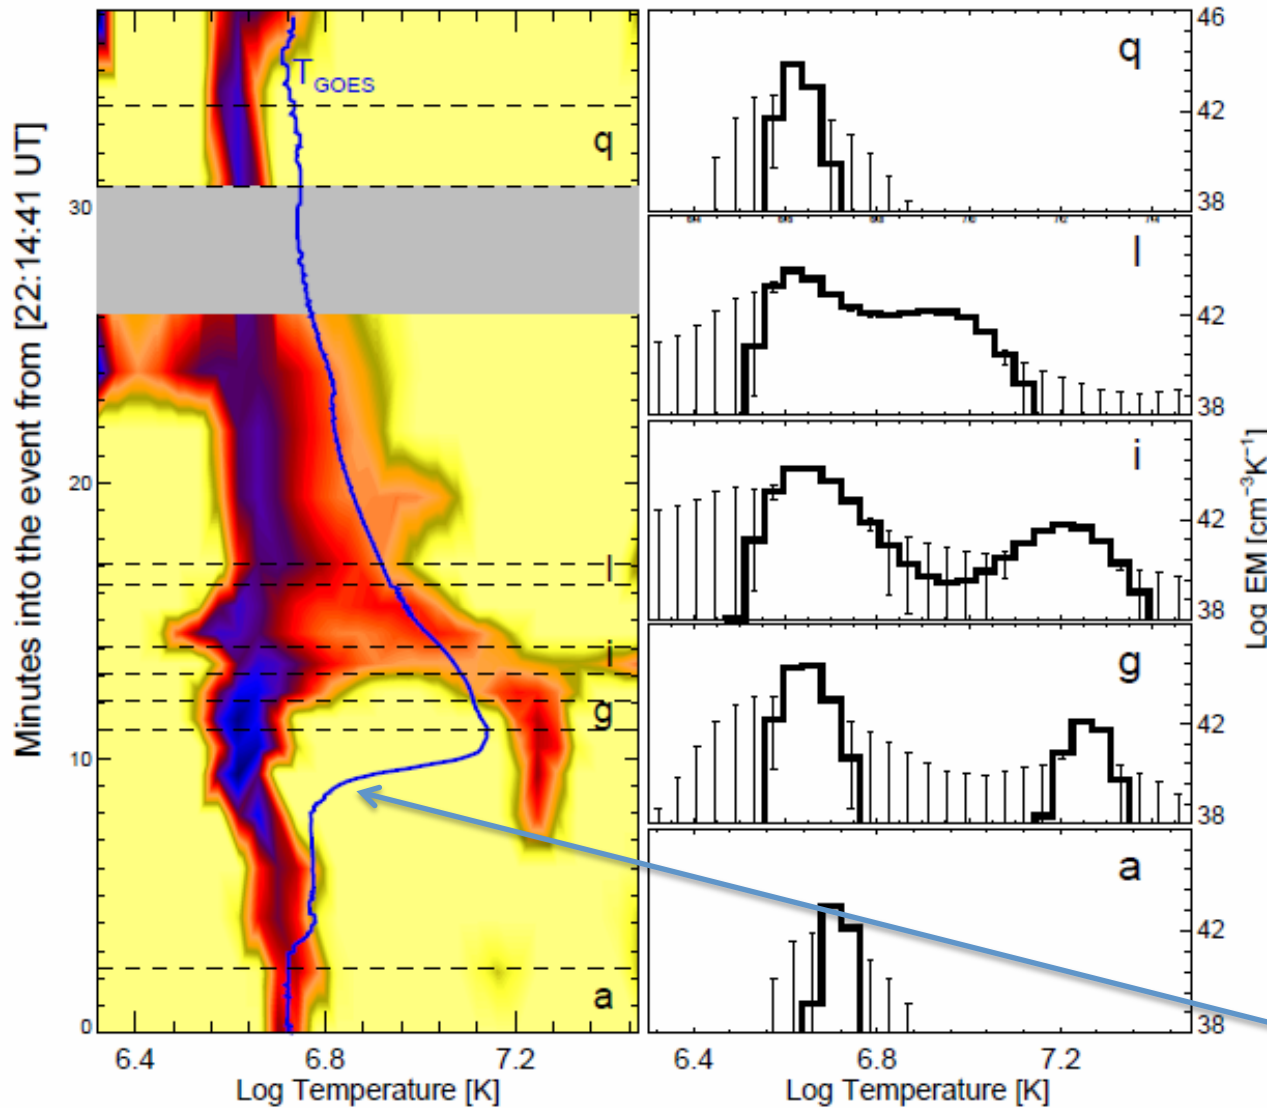 Minutes into the event from [22:14:41 UT]
30
20
10
0
T GOES
q
l
i
g
a
6.4 6.8 7.2
Log Temperature [K]
q
46
42
38
l
42
38
i
42
38
g
42
38
a
42
38
Log EM [cm⁻³K⁻¹]
6.4 6.8 7.2
Log Temperature [K]